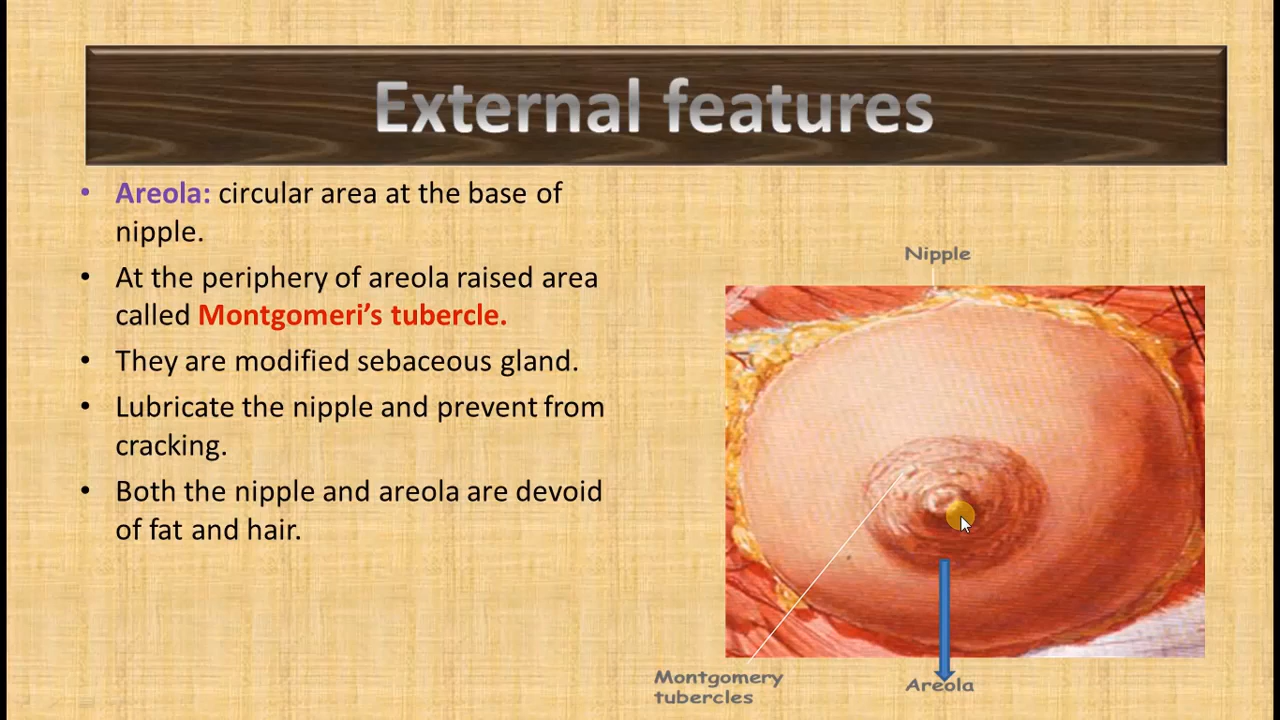 External features
• Areola: circular area at the base of
nipple.
• At the periphery of areola raised area
called Montgomeri’s tubercle.
• They are modified sebaceous gland.
• Lubricate the nipple and prevent from
cracking.
• Both the nipple and areola are devoid
of fat and hair.
Nipple
Montgomery
tubercles
Areola